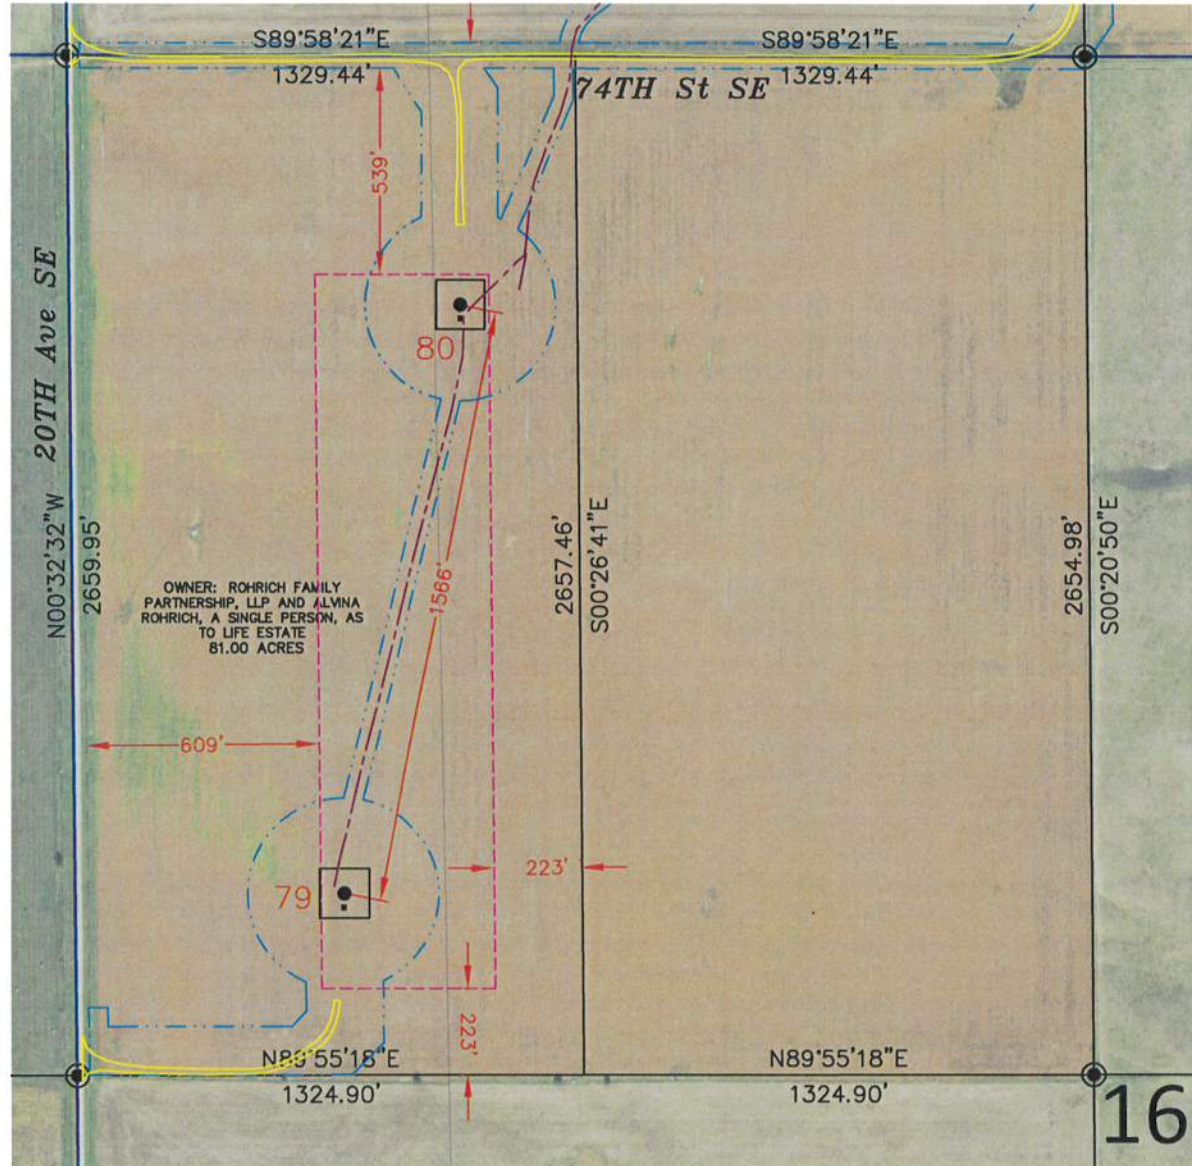 S89°58'21"E
S89°58'21"E
1329.44'
1329.44'
74TH St SE
539'
20TH Ave SE
80
N00°32'32"W
2659.95'
1566'
2657.46'
S00°26'41"E
2654.98'
S00°20'50"E
OWNER: ROHRICH FAMILY
PARTNERSHIP, LLP AND ALVINA
ROHRICH, A SINGLE PERSON, AS
TO LIFE ESTATE
81.00 ACRES
609'
223'
79
223'
N89°55'18"E
N89°55'18"E
1324.90'
1324.90'
16